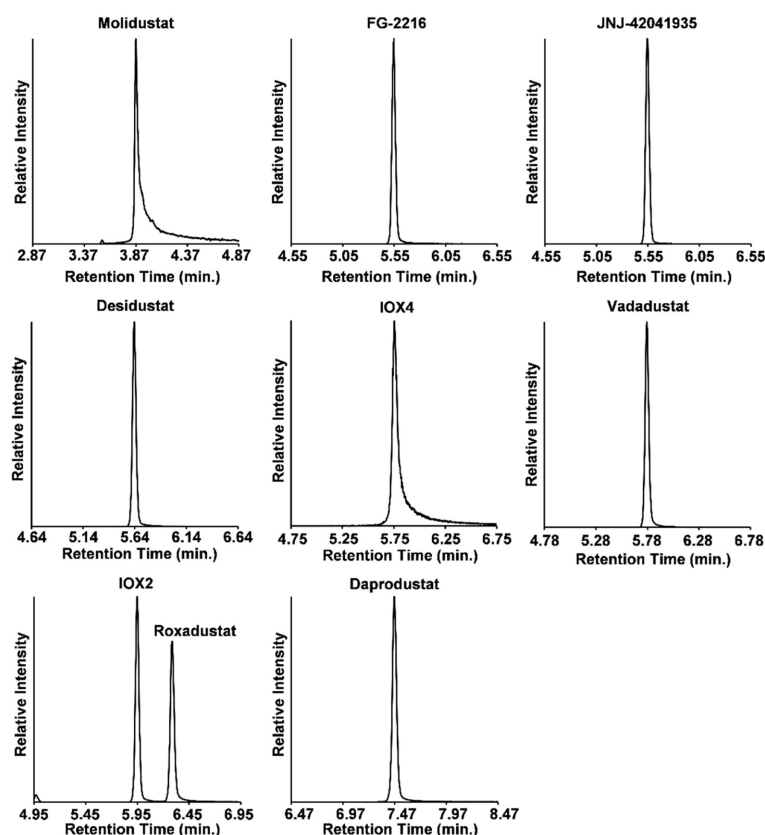 Molidustat
Relative Intensity
2.87 3.37 3.87 4.37 4.87
Retention Time (min.)
FG-2216
Relative Intensity
4.55 5.05 5.55 6.05 6.55
Retention Time (min.)
JNJ-42041935
Relative Intensity
4.55 5.05 5.55 6.05 6.55
Retention Time (min.)
Desidustat
Relative Intensity
4.64 5.14 5.64 6.14 6.64
Retention Time (min.)
IOX4
Relative Intensity
4.75 5.25 5.75 6.25 6.75
Retention Time (min.)
Vadadustat
Relative Intensity
4.78 5.28 5.78 6.28 6.78
Retention Time (min.)
IOX2
Roxadustat
Relative Intensity
4.95 5.45 5.95 6.45 6.95
Retention Time (min.)
Daprodustat
Relative Intensity
6.47 6.97 7.47 7.97 8.47
Retention Time (min.)